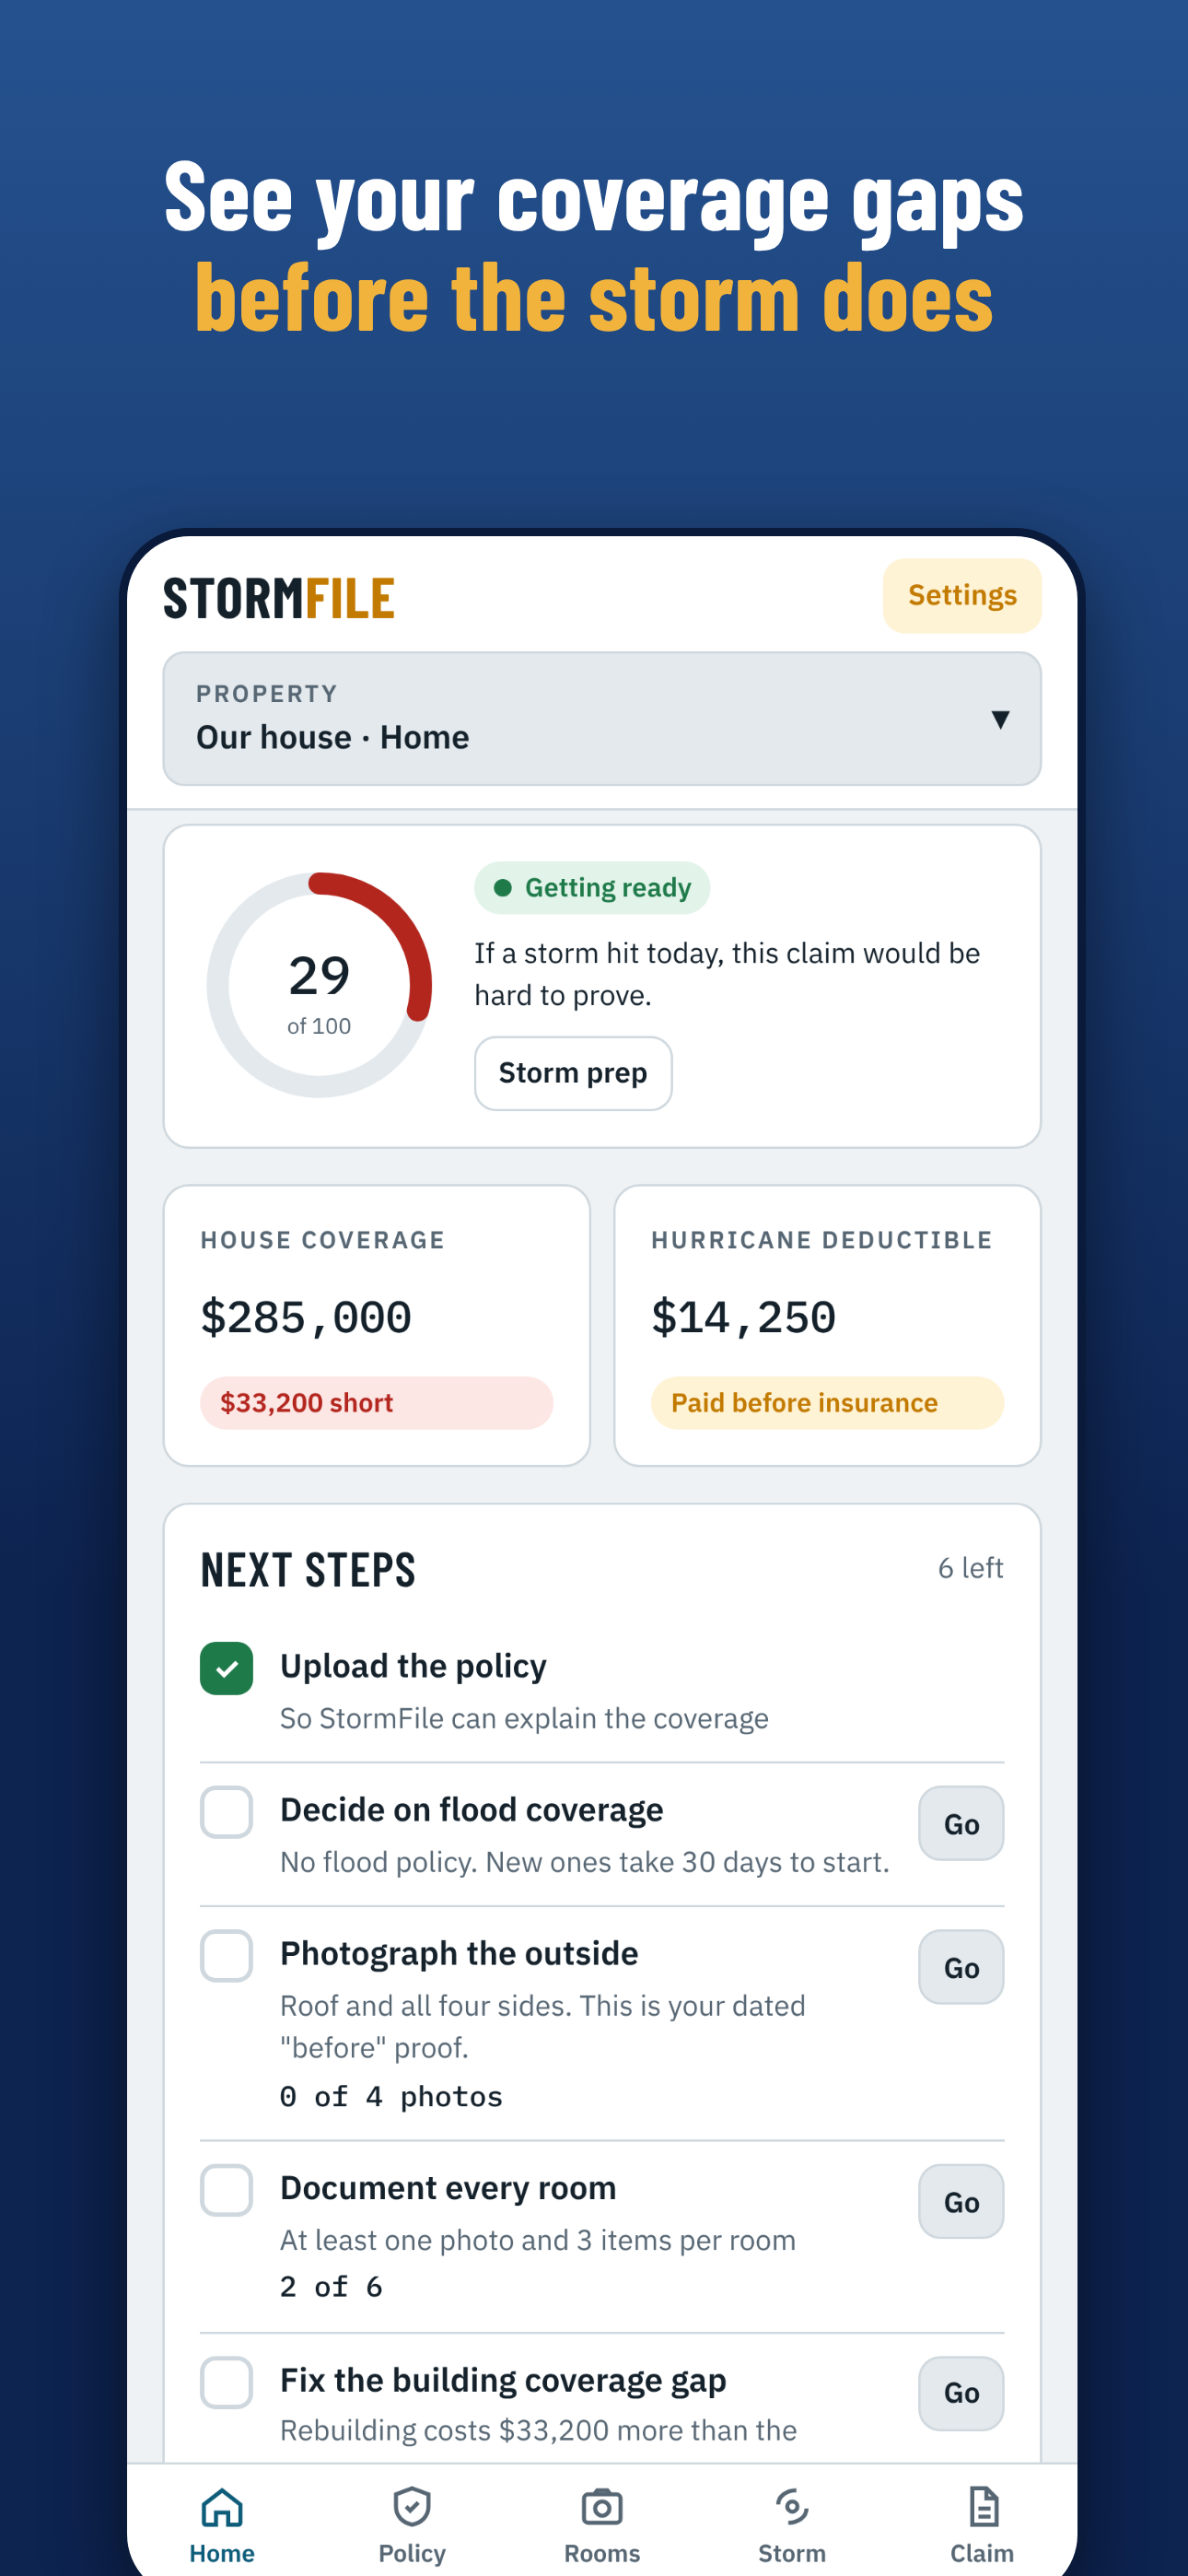 See your coverage gaps
before the storm does
STORMFILE
Settings
PROPERTY
Our house · Home
▼
29
of 100
Getting ready
If a storm hit today, this claim would be
hard to prove.
Storm prep
HOUSE COVERAGE
$285,000
$33,200 short
HURRICANE DEDUCTIBLE
$14,250
Paid before insurance
NEXT STEPS
6 left
Upload the policy
So StormFile can explain the coverage
Decide on flood coverage
No flood policy. New ones take 30 days to start.
Go
Photograph the outside
Roof and all four sides. This is your dated
"before" proof.
0 of 4 photos
Go
Document every room
At least one photo and 3 items per room
2 of 6
Go
Fix the building coverage gap
Rebuilding costs $33,200 more than the
Go
Home
Policy
Rooms
Storm
Claim